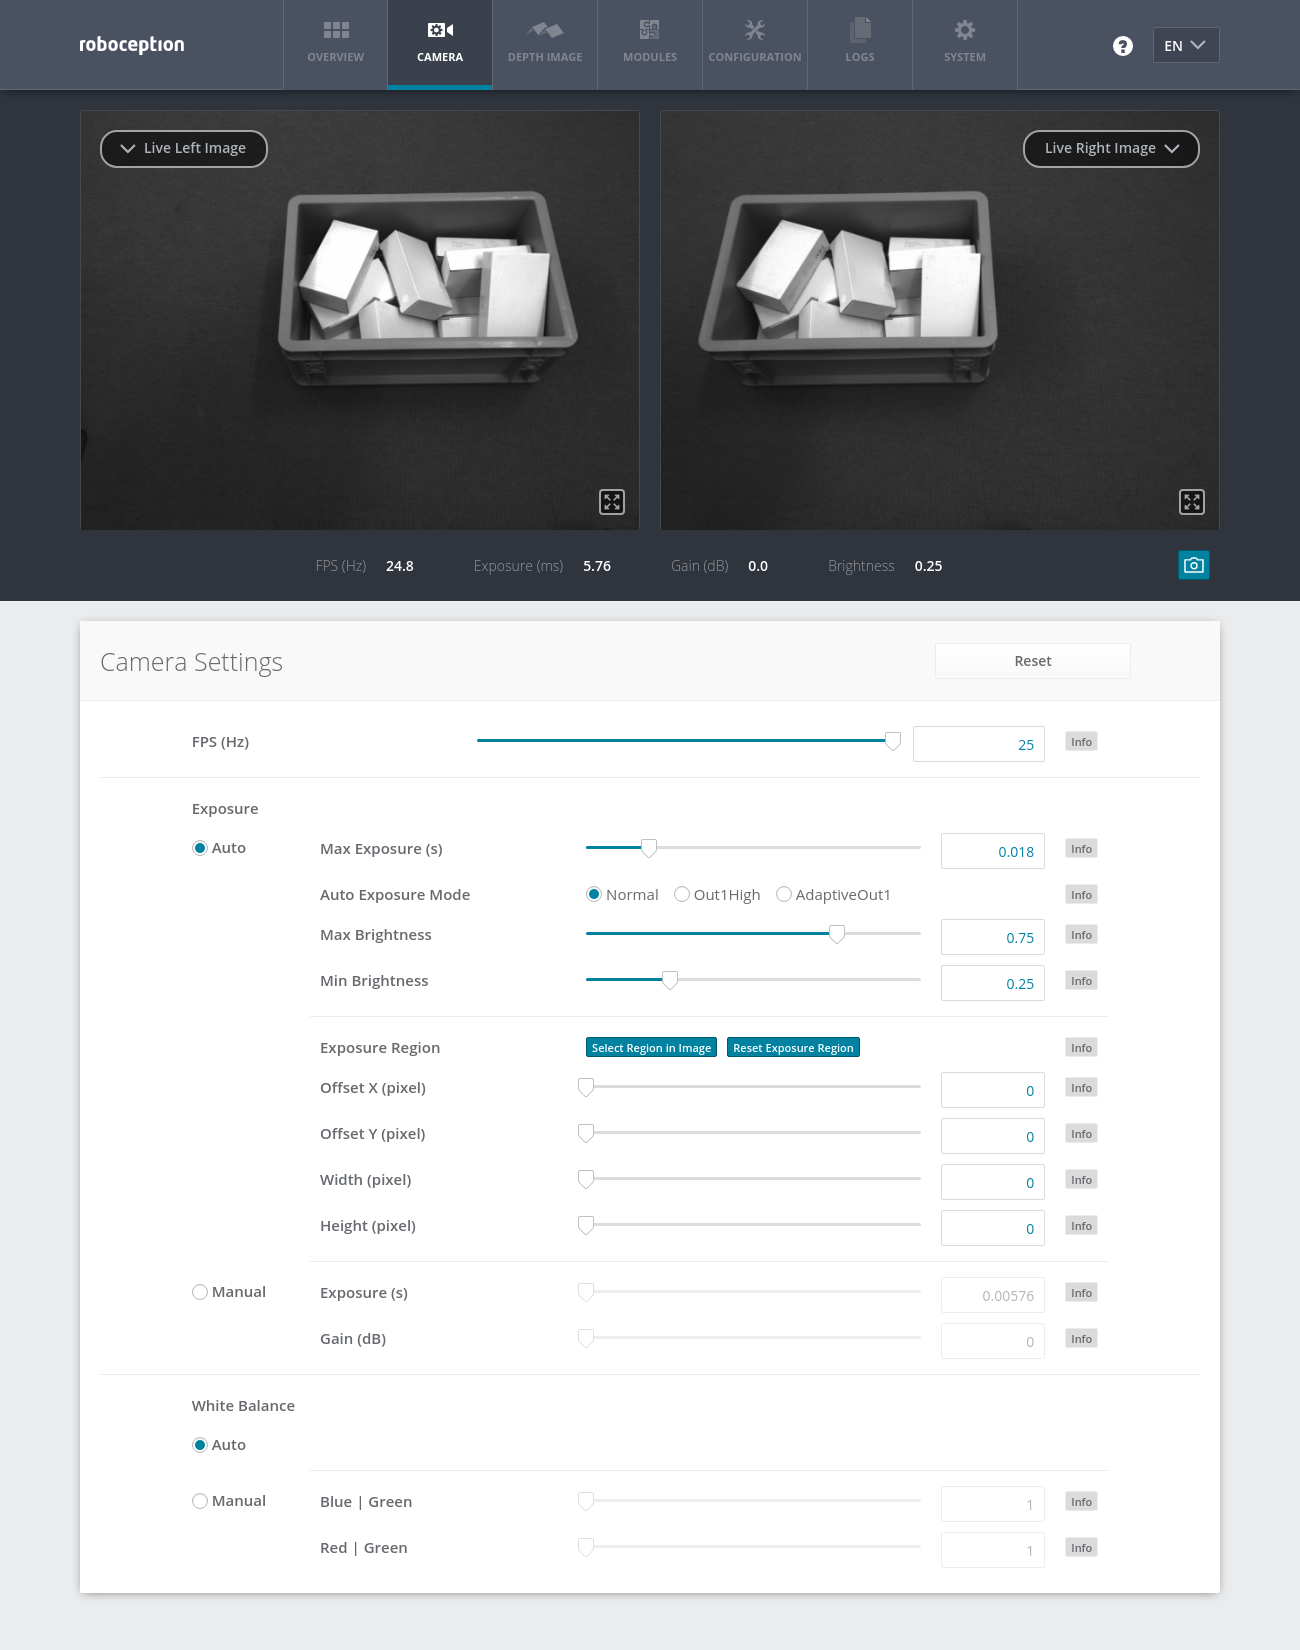 roboception
OVERVIEW
CAMERA
DEPTH IMAGE
MODULES
CONFIGURATION
LOGS
SYSTEM
?
EN
Live Left Image
Live Right Image
FPS (Hz) 24.8 Exposure (ms) 5.76 Gain (dB) 0.0 Brightness 0.25
Camera Settings
Reset
FPS (Hz) 25 Info
Exposure
Auto Max Exposure (s) 0.018 Info
Auto Exposure Mode Normal Out1High AdaptiveOut1 Info
Max Brightness 0.75 Info
Min Brightness 0.25 Info
Exposure Region Select Region in Image Reset Exposure Region Info
Offset X (pixel) 0 Info
Offset Y (pixel) 0 Info
Width (pixel) 0 Info
Height (pixel) 0 Info
Manual Exposure (s) 0.00576 Info
Gain (dB) 0 Info
White Balance
Auto
Manual Blue | Green 1 Info
Red | Green 1 Info